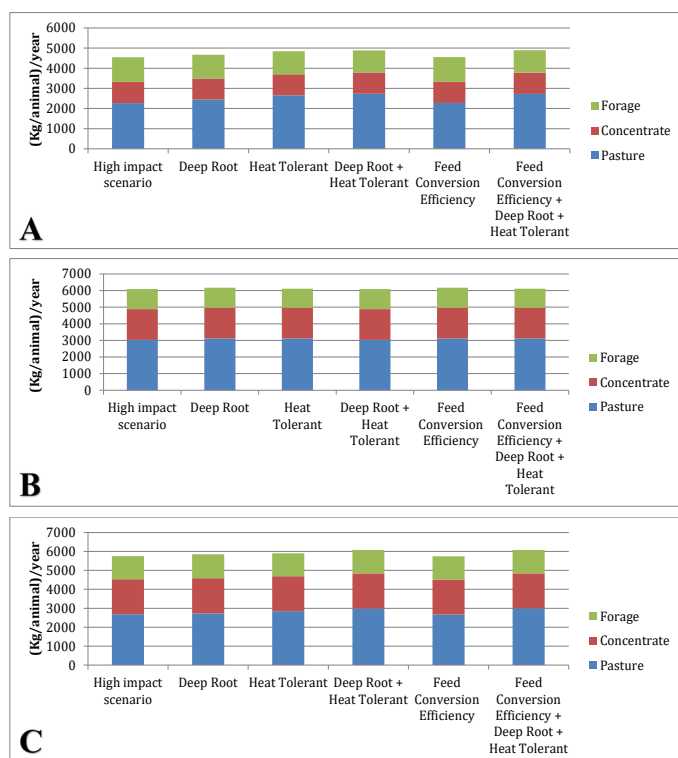 (Kg/animal)/year
6000
5000
4000
3000
2000
1000
0
High impact
scenario
Deep Root
Heat Tolerant
Deep Root +
Heat Tolerant
Feed
Conversion
Efficiency
Feed
Conversion
Efficiency +
Deep Root +
Heat Tolerant
Forage
Concentrate
Pasture
A
(Kg/animal)/year
7000
6000
5000
4000
3000
2000
1000
0
High impact
scenario
Deep Root
Heat
Tolerant
Deep Root +
Heat
Tolerant
Feed
Conversion
Efficiency
Feed
Conversion
Efficiency +
Deep Root +
Heat
Tolerant
Forage
Concentrate
Pasture
B
(Kg/animal)/year
7000
6000
5000
4000
3000
2000
1000
0
High impact
scenario
Deep Root
Heat Tolerant
Deep Root +
Heat Tolerant
Feed
Conversion
Efficiency
Feed
Conversion
Efficiency +
Deep Root +
Heat Tolerant
Forage
Concentrate
Pasture
C